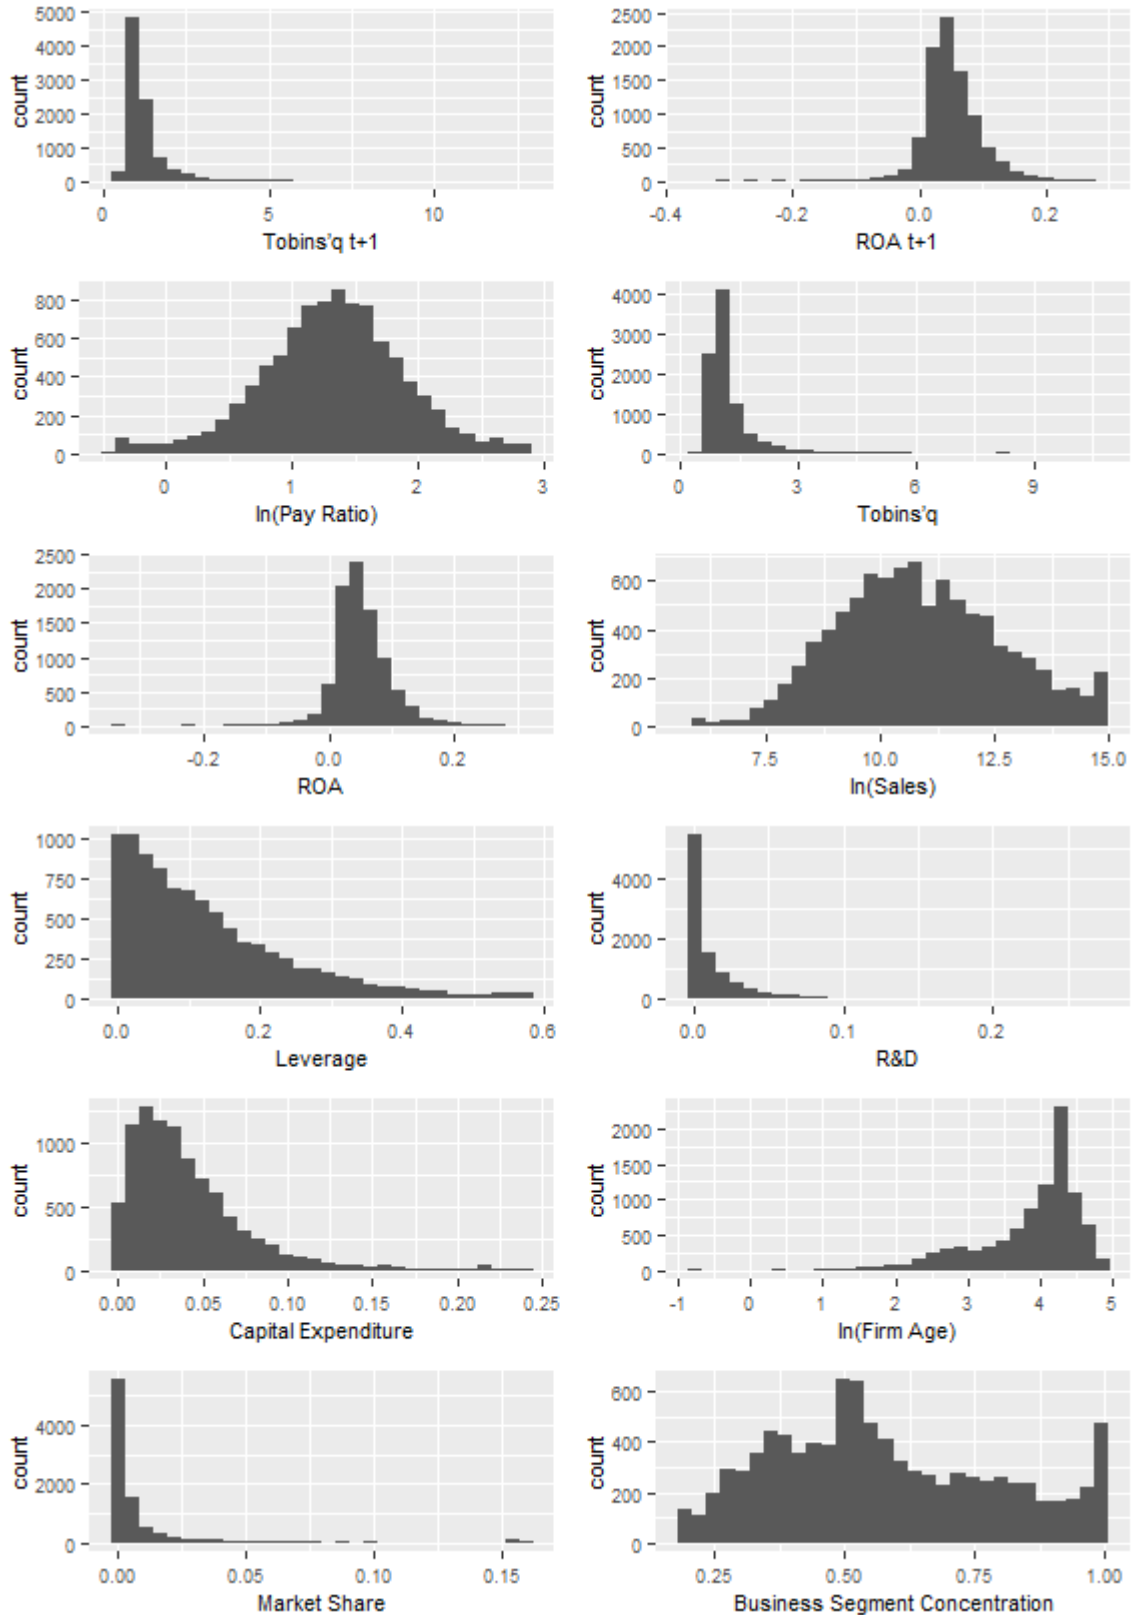 5000
4000
3000
2000
1000
0
count
0 5 10
Tobins'q t+1
2500
2000
1500
1000
500
0
count
-0.4 -0.2 0.0 0.2
ROA t+1
800
600
400
200
0
count
0 1 2 3
ln(Pay Ratio)
4000
3000
2000
1000
0
count
0 3 6 9
Tobins'q
2500
2000
1500
1000
500
0
count
-0.2 0.0 0.2
ROA
600
400
200
0
count
7.5 10.0 12.5 15.0
ln(Sales)
1000
750
500
250
0
count
0.0 0.2 0.4 0.6
Leverage
4000
2000
0
count
0.0 0.1 0.2
R&D
1000
500
0
count
0.00 0.05 0.10 0.15 0.20 0.25
Capital Expenditure
2000
1500
1000
500
0
count
-1 0 1 2 3 4 5
ln(Firm Age)
4000
2000
0
count
0.00 0.05 0.10 0.15
Market Share
600
400
200
0
count
0.25 0.50 0.75 1.00
Business Segment Concentration